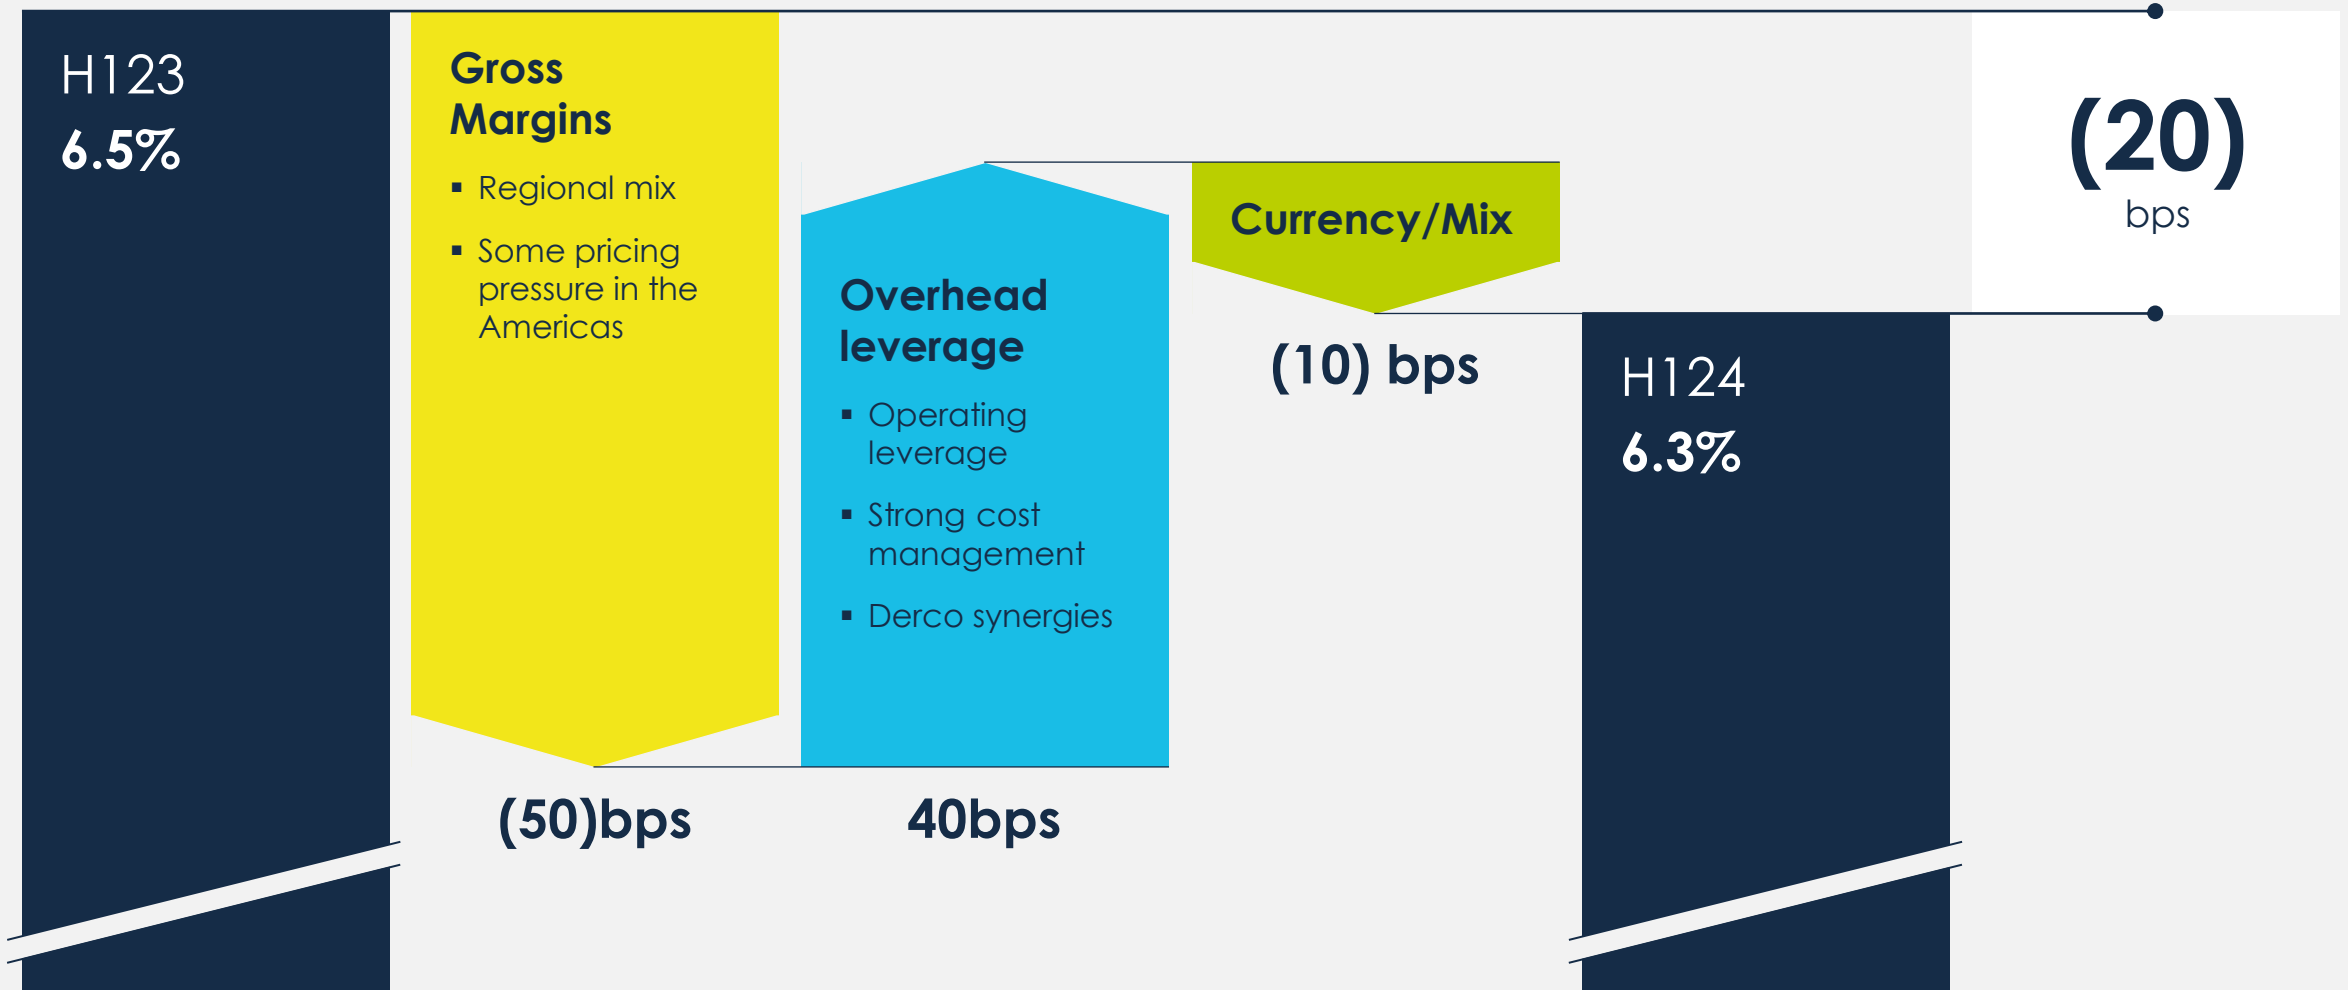 H123
6.5%
Gross
Margins
▪ Regional mix
▪ Some pricing
pressure in the
Americas
(50)bps
Overhead
leverage
▪ Operating
leverage
▪ Strong cost
management
▪ Derco synergies
40bps
Currency/Mix
(10) bps
H124
6.3%
(20)
bps